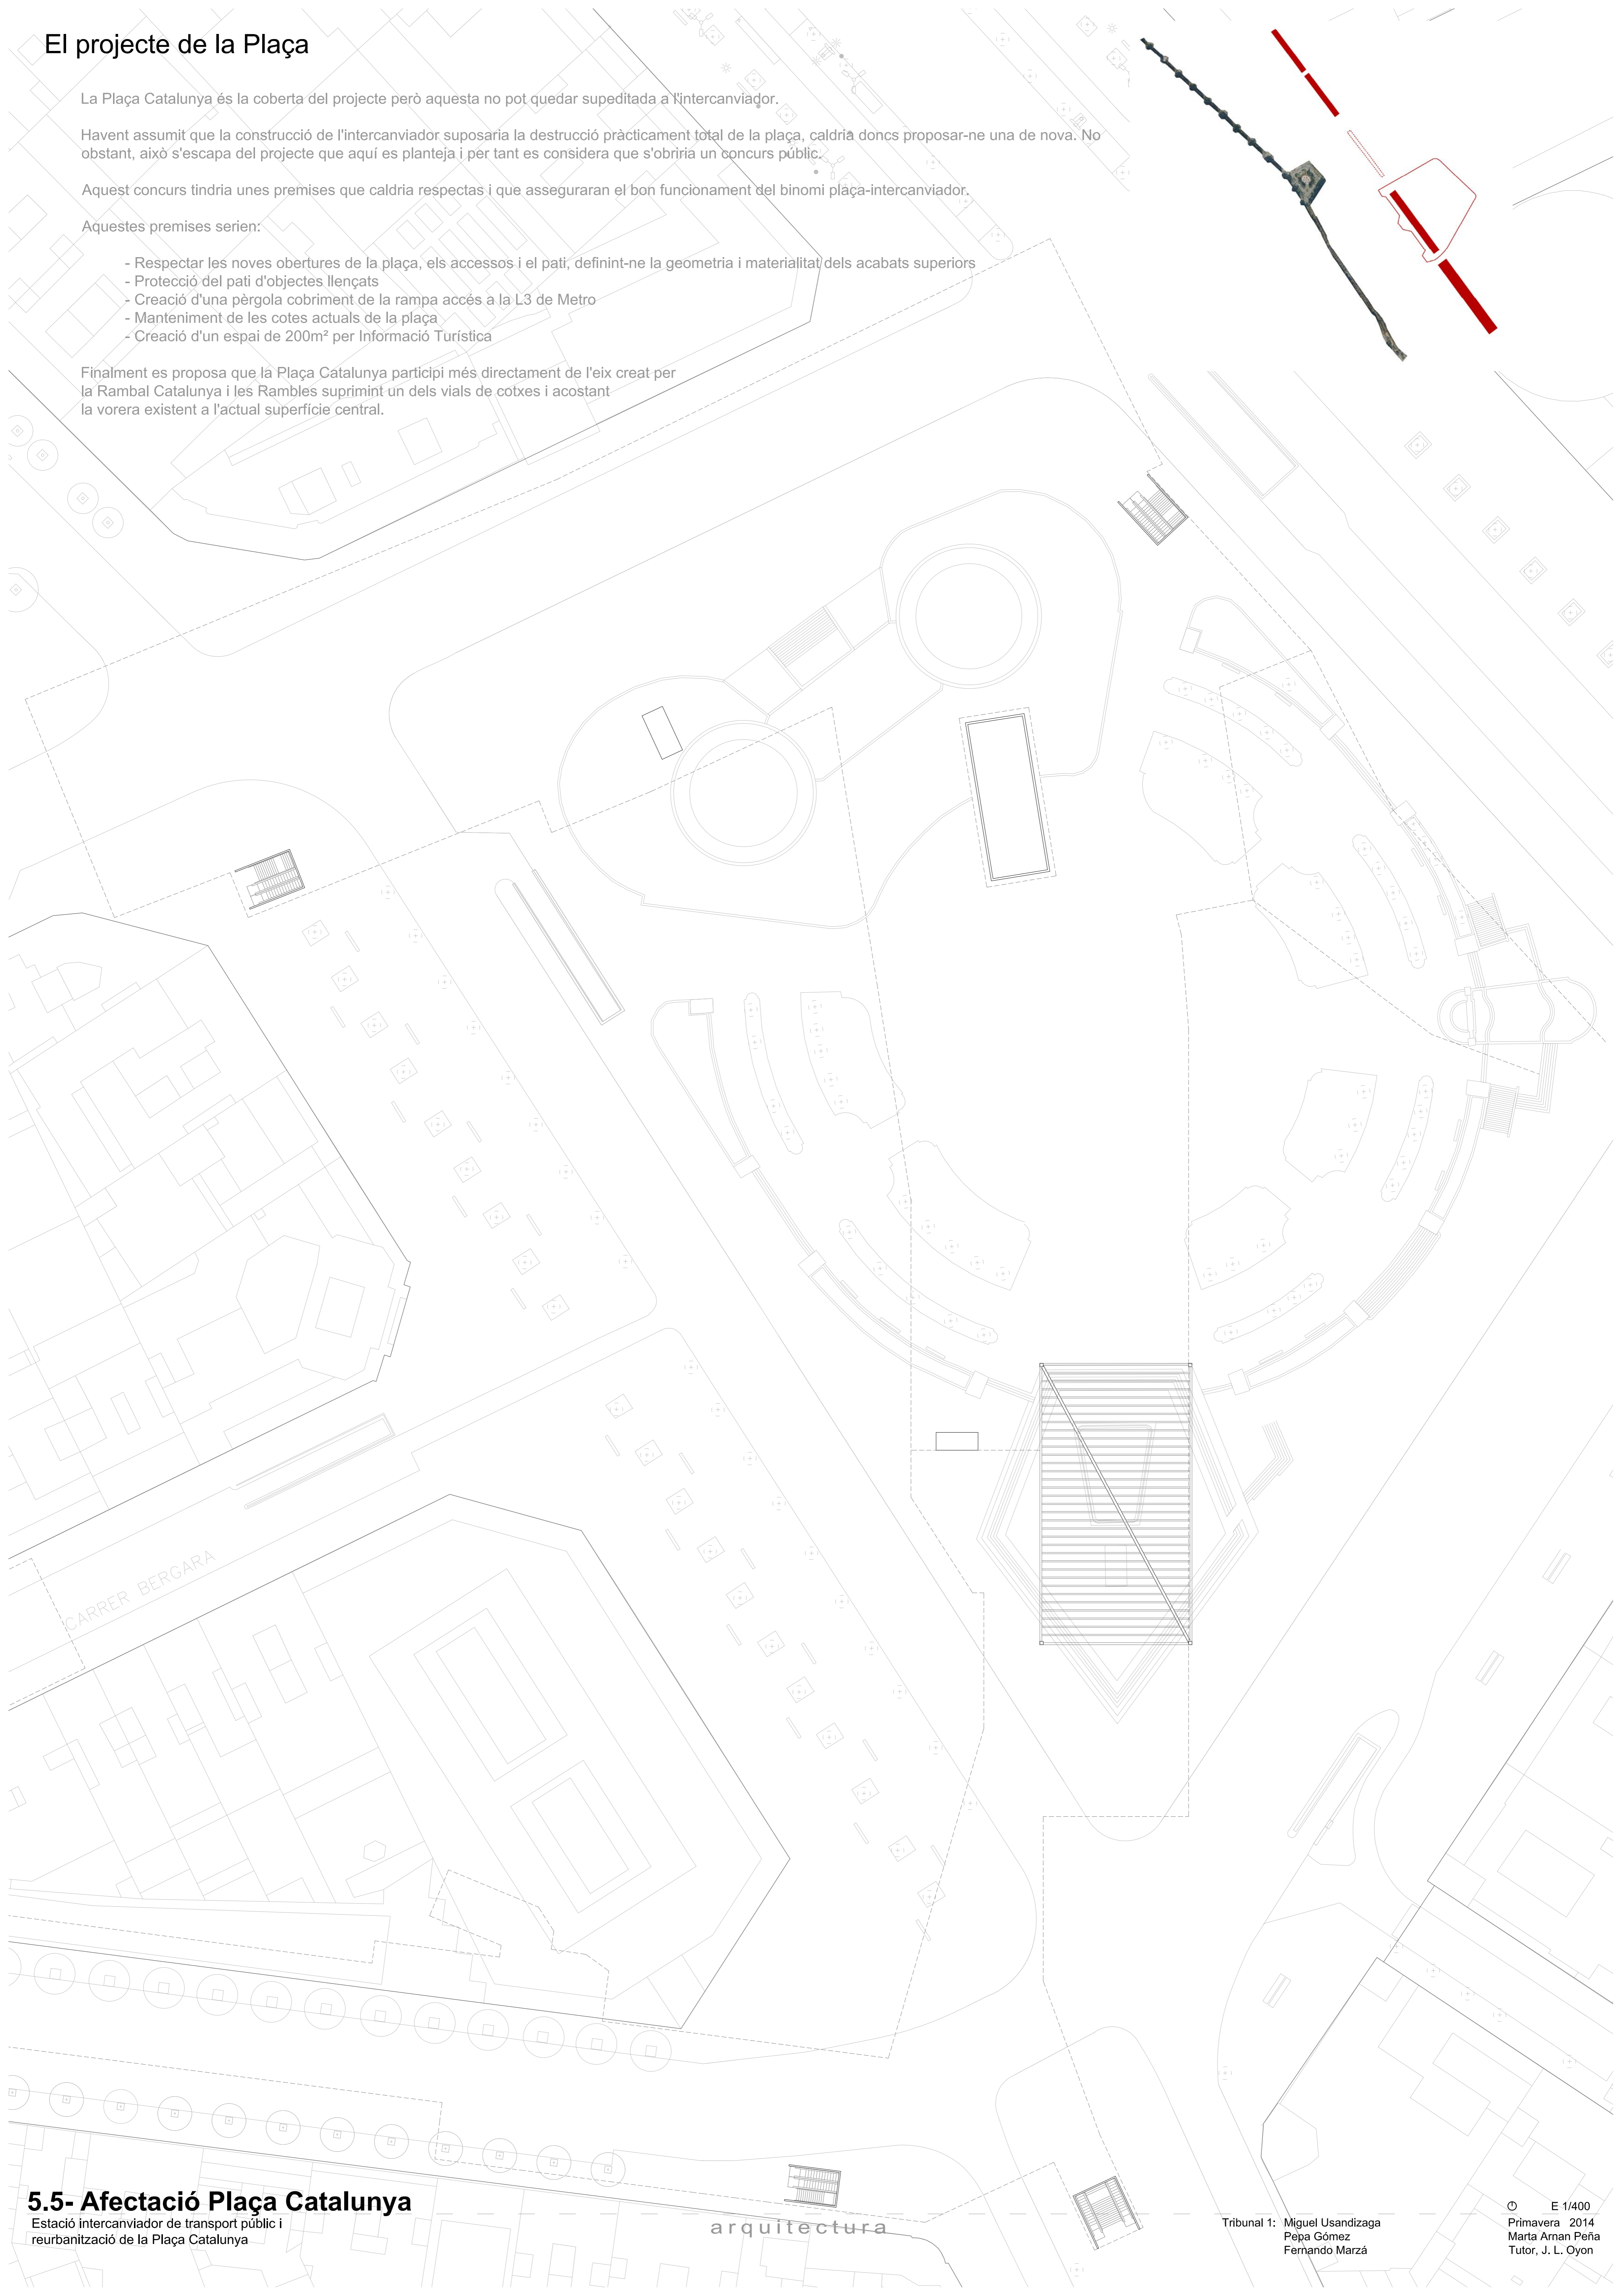 El projecte de la Plaça
La Plaça Catalunya és la coberta del projecte però aquesta no pot quedar supeditada a l'intercanviador.
Havent assumit que la construcció de l'intercanviador suposaria la destrucció pràcticament total de la plaça, caldria doncs proposar-ne una de nova. No
obstant, això s'escapa del projecte que aquí es planteja i per tant es considera que s'obriria un concurs públic.
Aquest concurs tindria unes premises que caldria respectas i que asseguraran el bon funcionament del binomi plaça-intercanviador.
Aquestes premises serien:
- Respectar les noves obertures de la plaça, els accessos i el pati, definint-ne la geometria i materialitat dels acabats superiors
- Protecció del pati d'objectes llençats
- Creació d'una pèrgola cobriment de la rampa accés a la L3 de Metro
- Manteniment de les cotes actuals de la plaça
- Creació d'un espai de 200m² per Informació Turística
Finalment es proposa que la Plaça Catalunya participi més directament de l'eix creat per
la Rambal Catalunya i les Rambles suprimint un dels vials de cotxes i acostant
la vorera existent a l'actual superfície central.
CARRER BERGARA
5.5- Afectació Plaça Catalunya
Estació intercanviador de transport públic i
reurbanització de la Plaça Catalunya
arquitectura
Tribunal 1: Miguel Usandizaga
Pepa Gómez
Fernando Marzá
E 1/400
Primavera 2014
Marta Arnan Peña
Tutor, J. L. Oyon